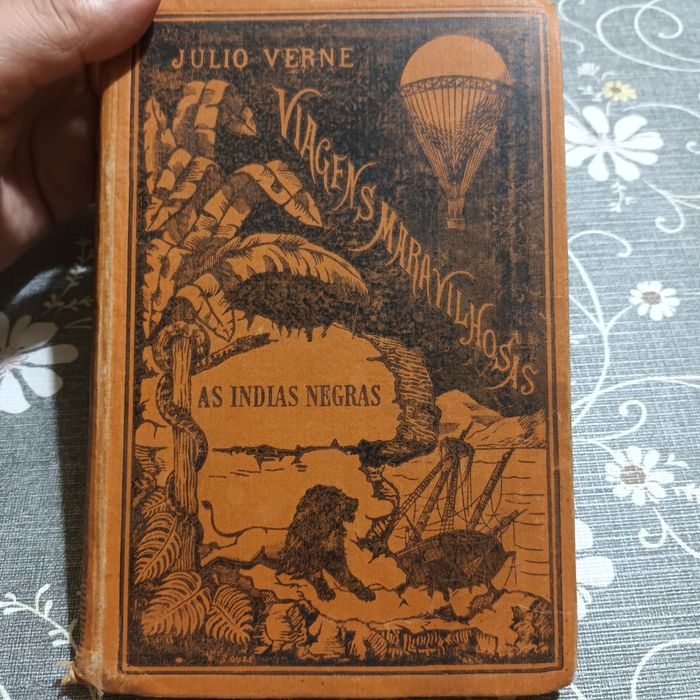 JULIO VERNE
VIAGENS MARAVILHOSAS
AS INDIAS NEGRAS